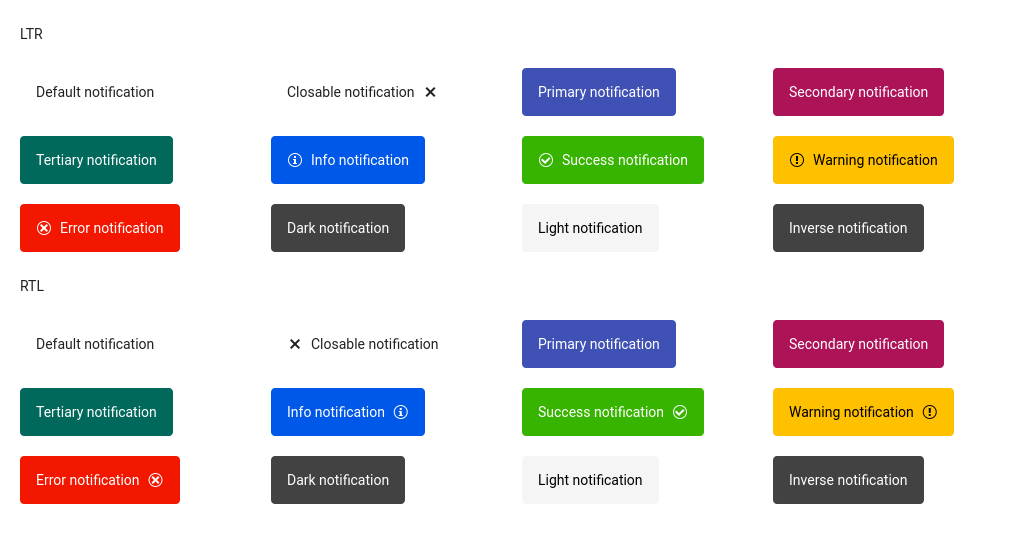 LTR
Default notification
Closable notification
Primary notification
Secondary notification
Tertiary notification
Info notification
Success notification
Warning notification
Error notification
Dark notification
Light notification
Inverse notification
RTL
Default notification
Closable notification
Primary notification
Secondary notification
Tertiary notification
Info notification
Success notification
Warning notification
Error notification
Dark notification
Light notification
Inverse notification